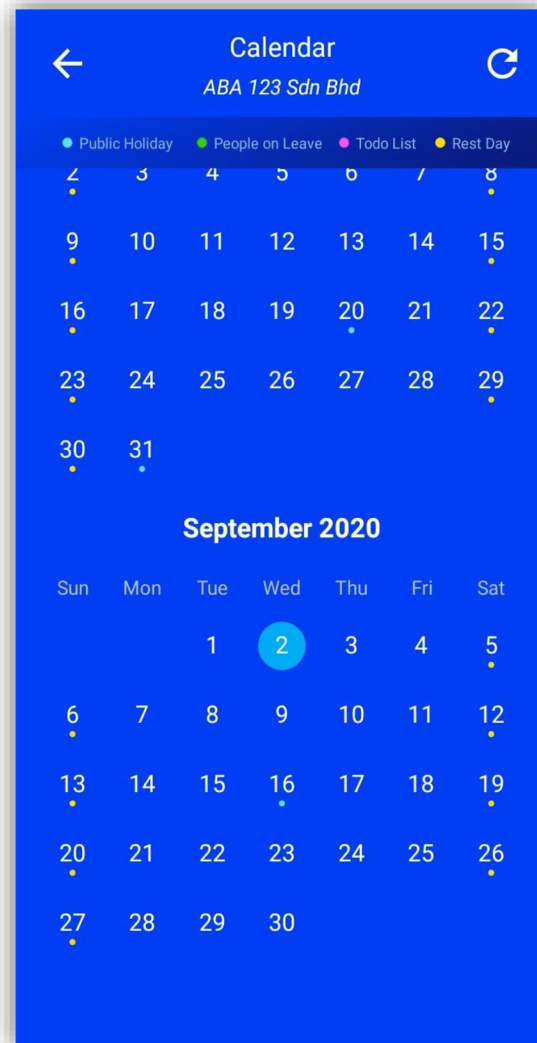 Calendar
ABA 123 Sdn Bhd
Public Holiday People on Leave Todo List Rest Day
2 3 4 5 6 7 8
9 10 11 12 13 14 15
16 17 18 19 20 21 22
23 24 25 26 27 28 29
30 31
September 2020
Sun Mon Tue Wed Thu Fri Sat
1 2 3 4 5
6 7 8 9 10 11 12
13 14 15 16 17 18 19
20 21 22 23 24 25 26
27 28 29 30